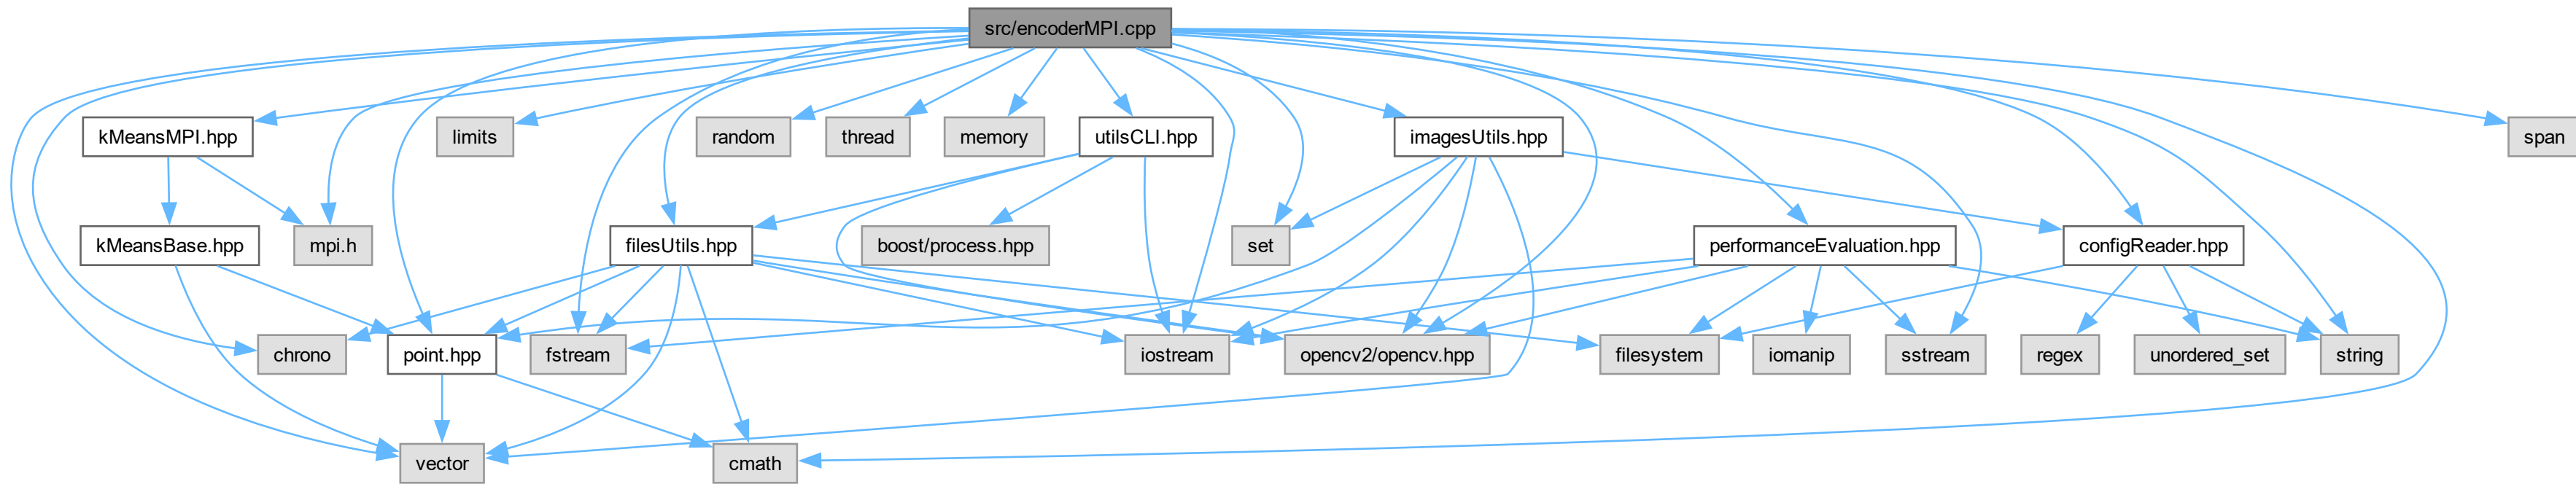 src/encoderMPI.cpp
kMeansMPI.hpp
limits
random
thread
memory
utilsCLI.hpp
imagesUtils.hpp
span
kMeansBase.hpp
mpi.h
filesUtils.hpp
boost/process.hpp
set
performanceEvaluation.hpp
configReader.hpp
chrono
point.hpp
fstream
iostream
opencv2/opencv.hpp
filesystem
iomanip
sstream
regex
unordered_set
string
vector
cmath